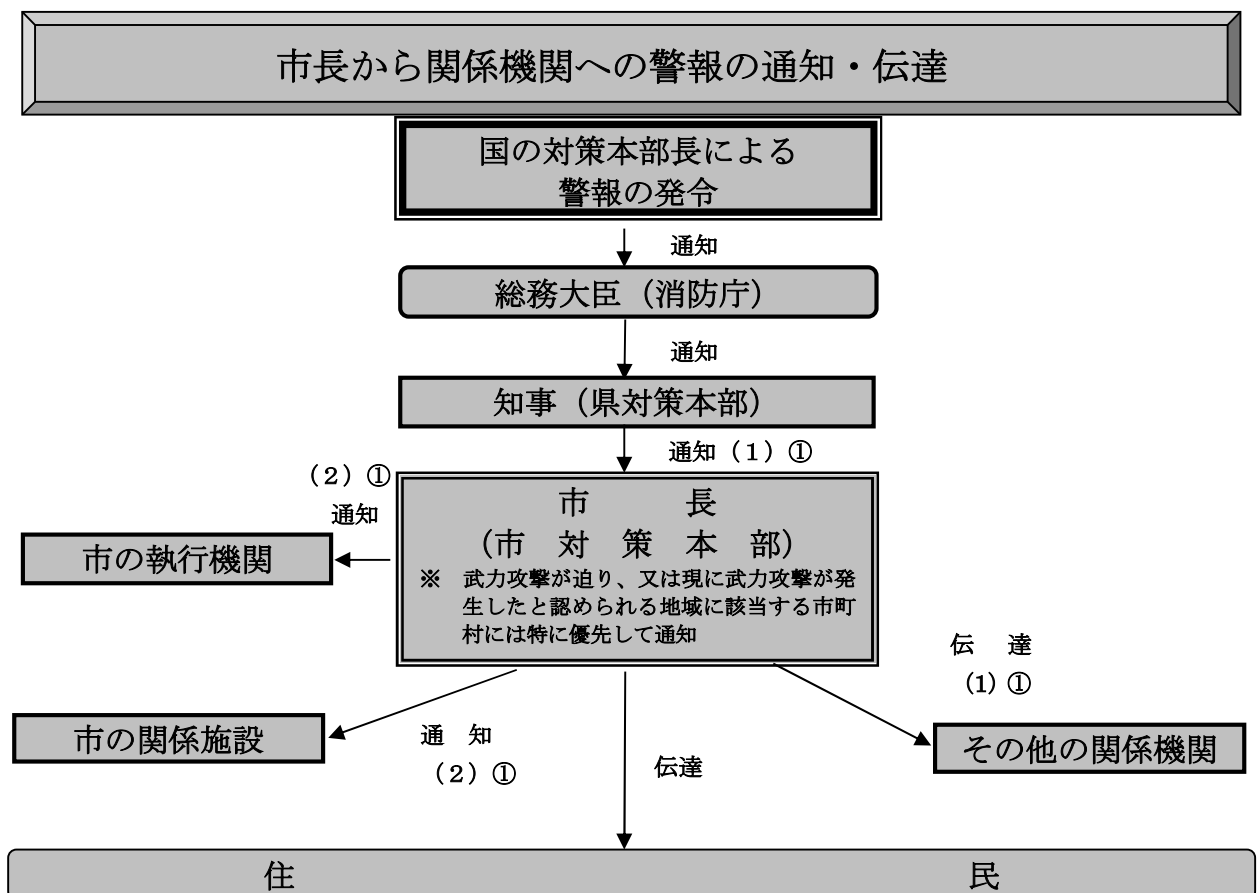 市長から関係機関への警報の通知・伝達
国の対策本部長による
警報の発令
通知
総務大臣（消防庁）
通知
知事（県対策本部）
通知（１）①
（２）①
通知
市の執行機関
市　　　長
（市　対　策　本　部）
※　武力攻撃が迫り、又は現に武力攻撃が発
生したと認められる地域に該当する市町
村には特に優先して通知
伝　達
(1) ①
市の関係施設
通　知
（２）①
伝達
その他の関係機関
住　　　民